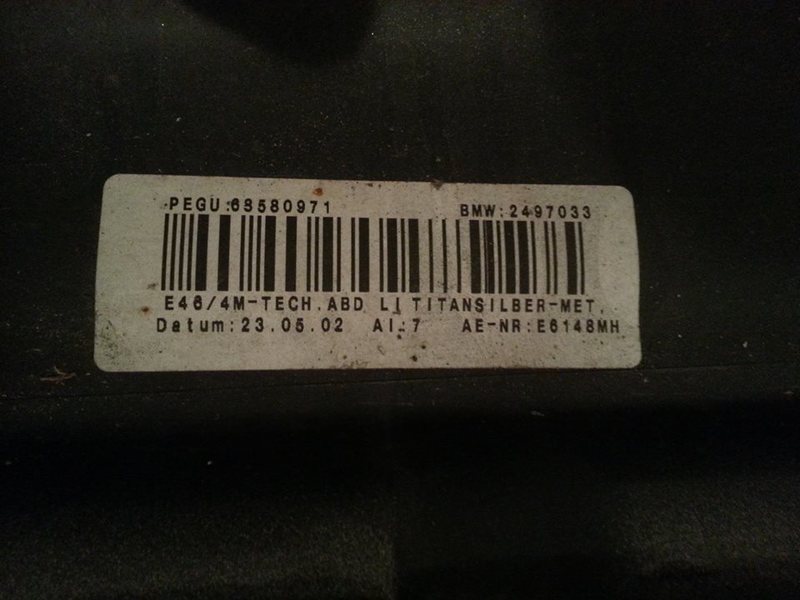 PEGU:63580971 BMW:2497033
E46/4M-TECH.ABD LI TITANSILBER-MET.
Datum:23.05.02 AI.:7 AE-NR:E6148MH